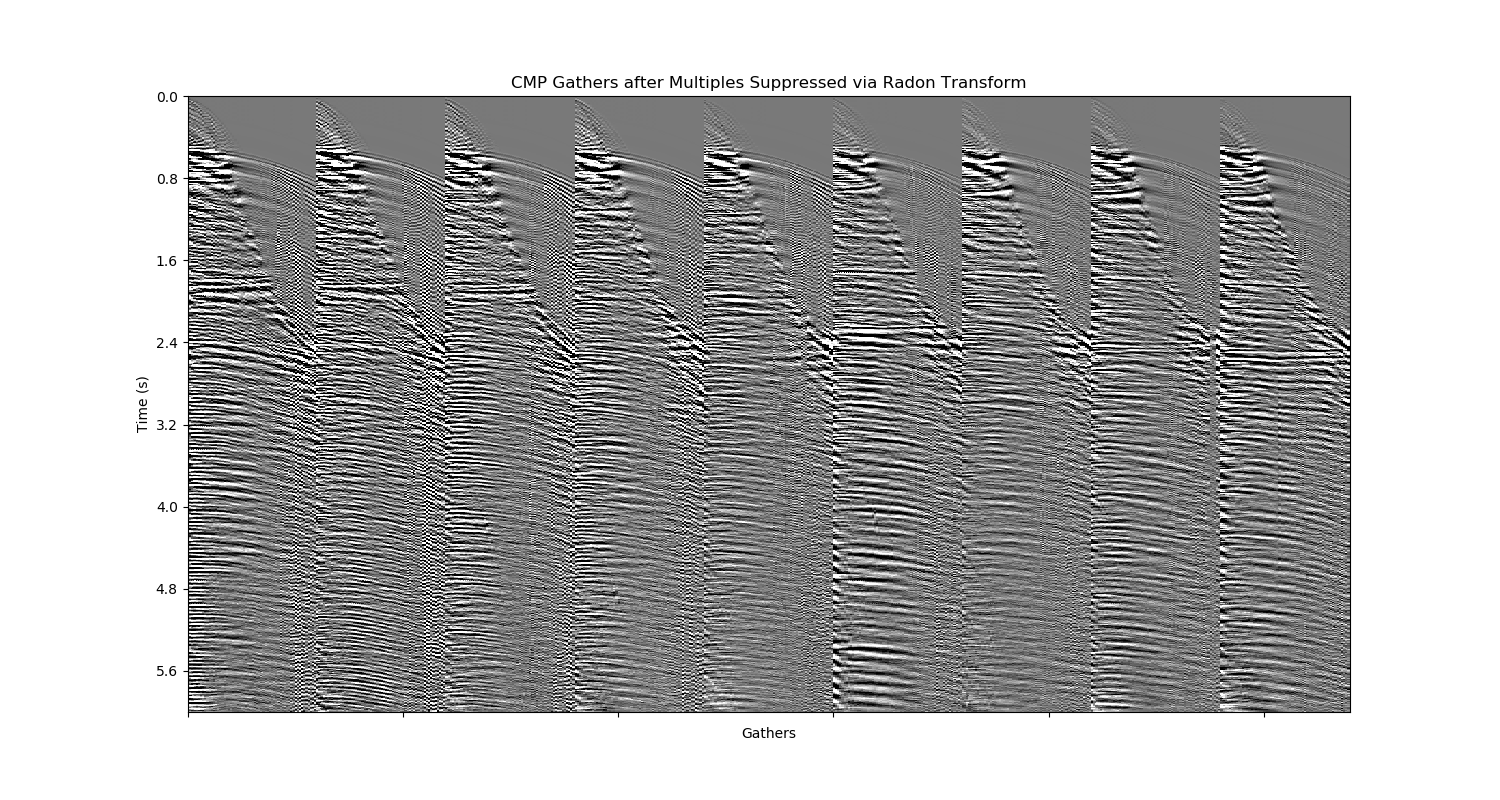 CMP Gathers after Multiples Suppressed via Radon Transform
0.0
0.8
1.6
2.4
3.2
4.0
4.8
5.6
Time (s)
Gathers